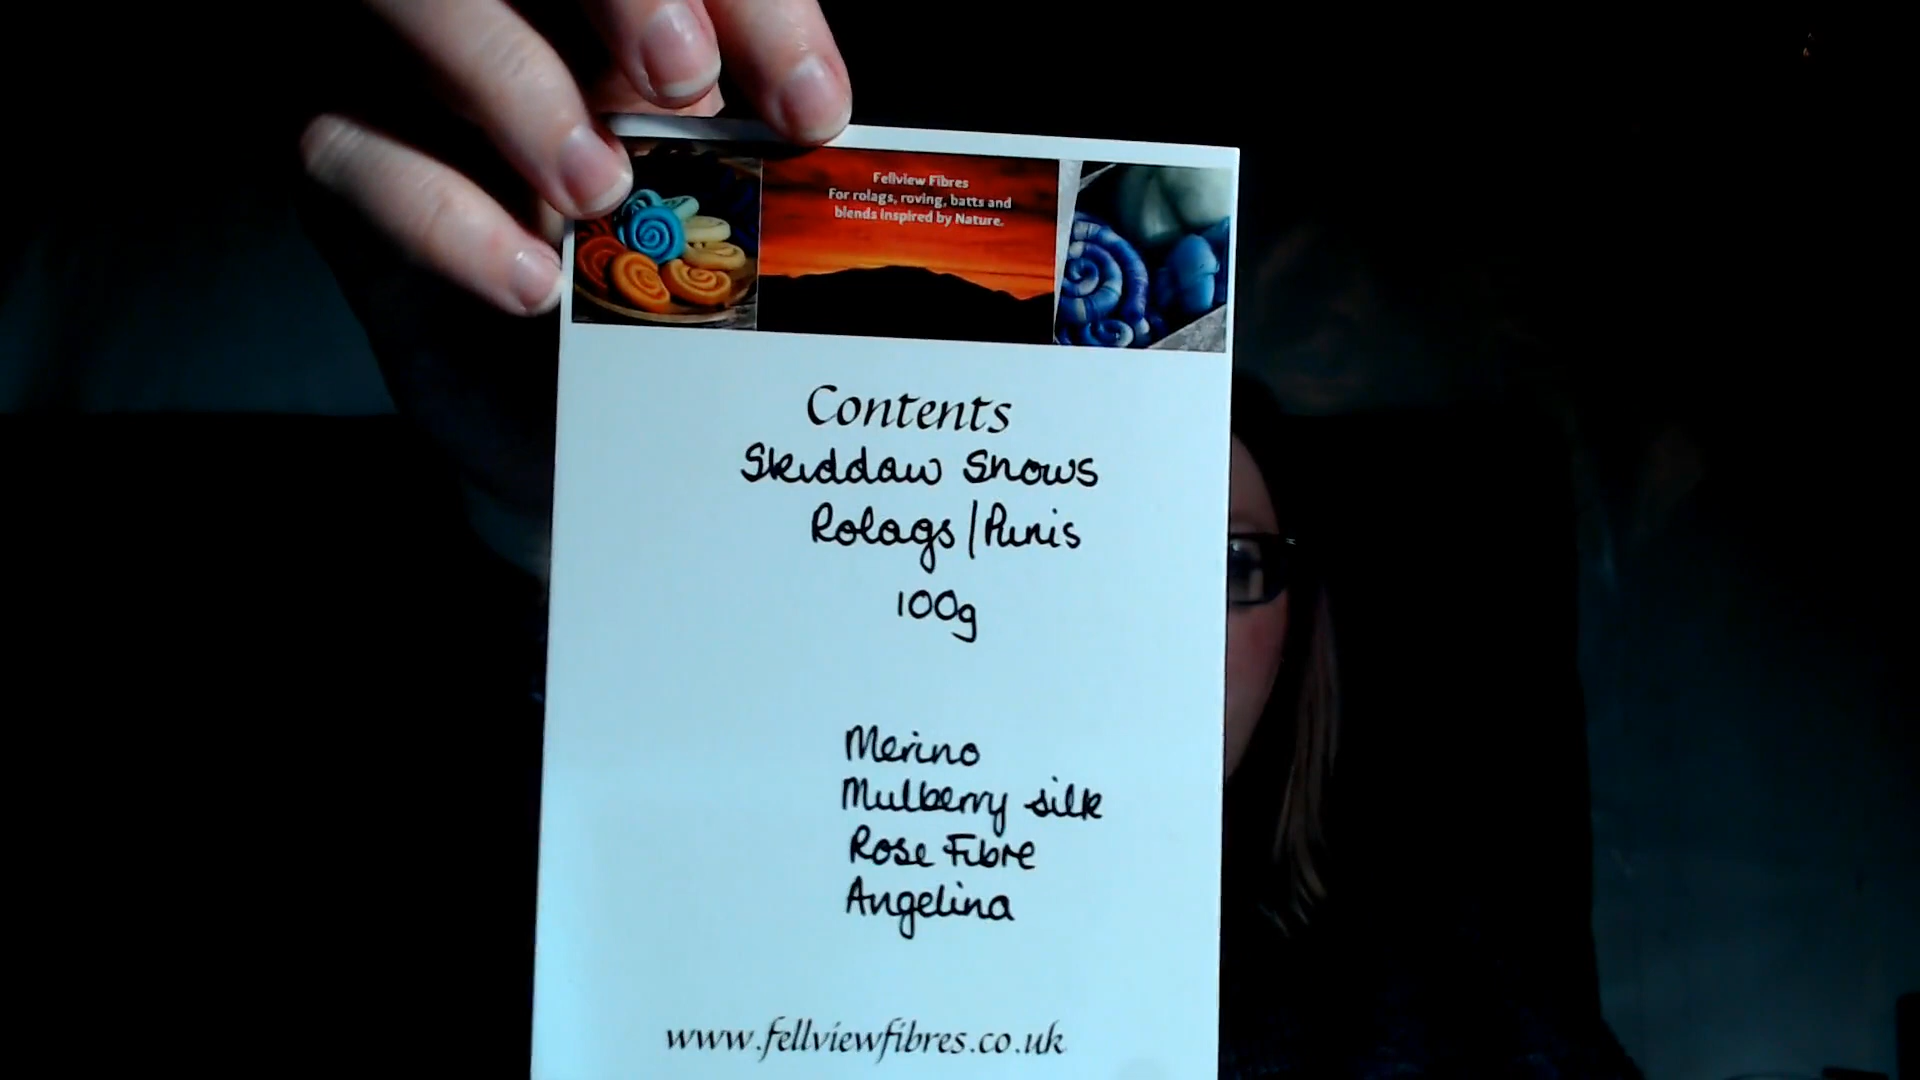 Fellview Fibres
For rolags, roving, batts and
blends inspired by Nature.
Contents
Skiddaw Snows
Rolags/Punis
100g
Merino
Mulberry silk
Rose Fibre
Angelina
www.fellviewfibres.co.uk